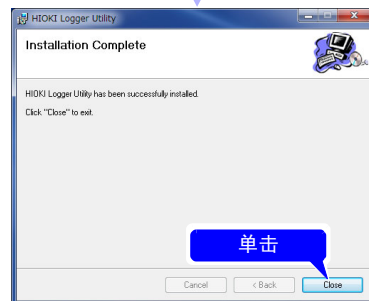 HIOKI Logger Utility
Installation Complete
HIOKI Logger Utility has been successfully installed.
Click "Close" to exit.
单击
Cancel
< Back
Close